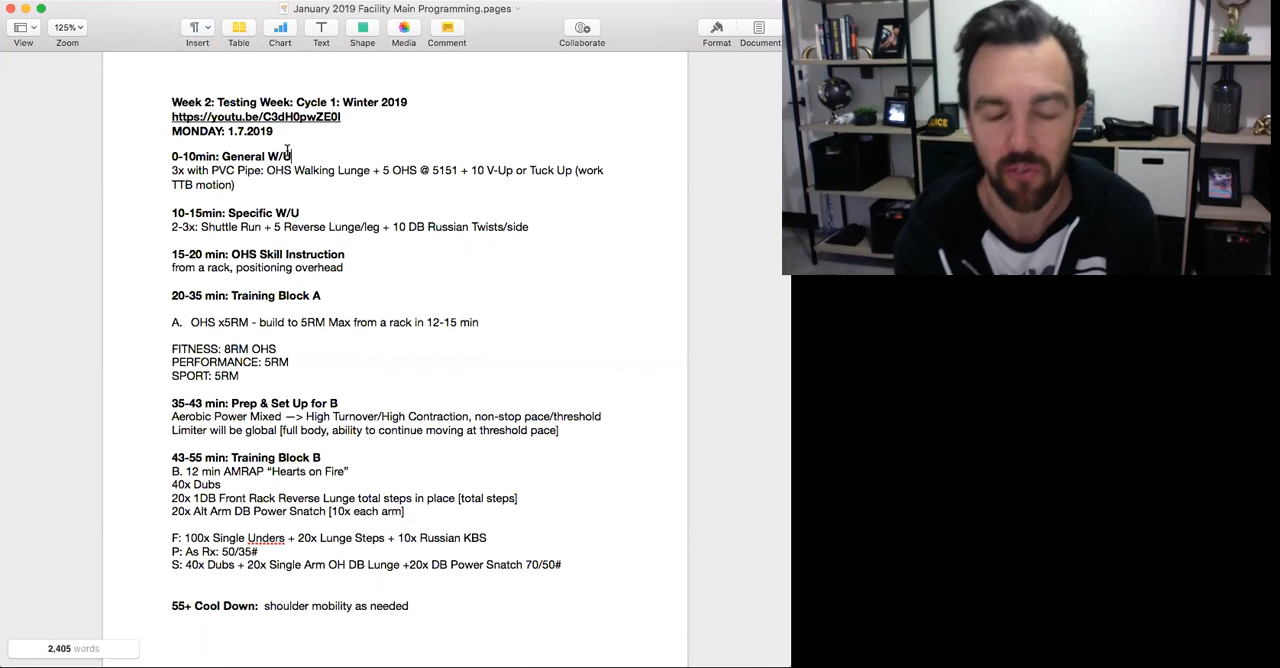 January 2019 Facility Main Programming.pages
125%
View
Zoom
Insert
Table
Chart
Text
Shape
Media
Comment
Collaborate
Format
Document
Week 2: Testing Week: Cycle 1: Winter 2019
https://youtu.be/C3dH0pwZE0I
MONDAY: 1.7.2019
0-10min: General W/U
3x with PVC Pipe: OHS Walking Lunge + 5 OHS @ 5151 + 10 V-Up or Tuck Up (work
TTB motion)
10-15min: Specific W/U
2-3x: Shuttle Run + 5 Reverse Lunge/leg + 10 DB Russian Twists/side
15-20 min: OHS Skill Instruction
from a rack, positioning overhead
20-35 min: Training Block A
A. OHS x5RM - build to 5RM Max from a rack in 12-15 min
FITNESS: 8RM OHS
PERFORMANCE: 5RM
SPORT: 5RM
35-43 min: Prep & Set Up for B
Aerobic Power Mixed —> High Turnover/High Contraction, non-stop pace/threshold
Limiter will be global [full body, ability to continue moving at threshold pace]
43-55 min: Training Block B
B. 12 min AMRAP “Hearts on Fire”
40x Dubs
20x 1DB Front Rack Reverse Lunge total steps in place [total steps]
20x Alt Arm DB Power Snatch [10x each arm]
F: 100x Single Unders + 20x Lunge Steps + 10x Russian KBS
P: As Rx: 50/35#
S: 40x Dubs + 20x Single Arm OH DB Lunge +20x DB Power Snatch 70/50#
55+ Cool Down: shoulder mobility as needed
2,405 words